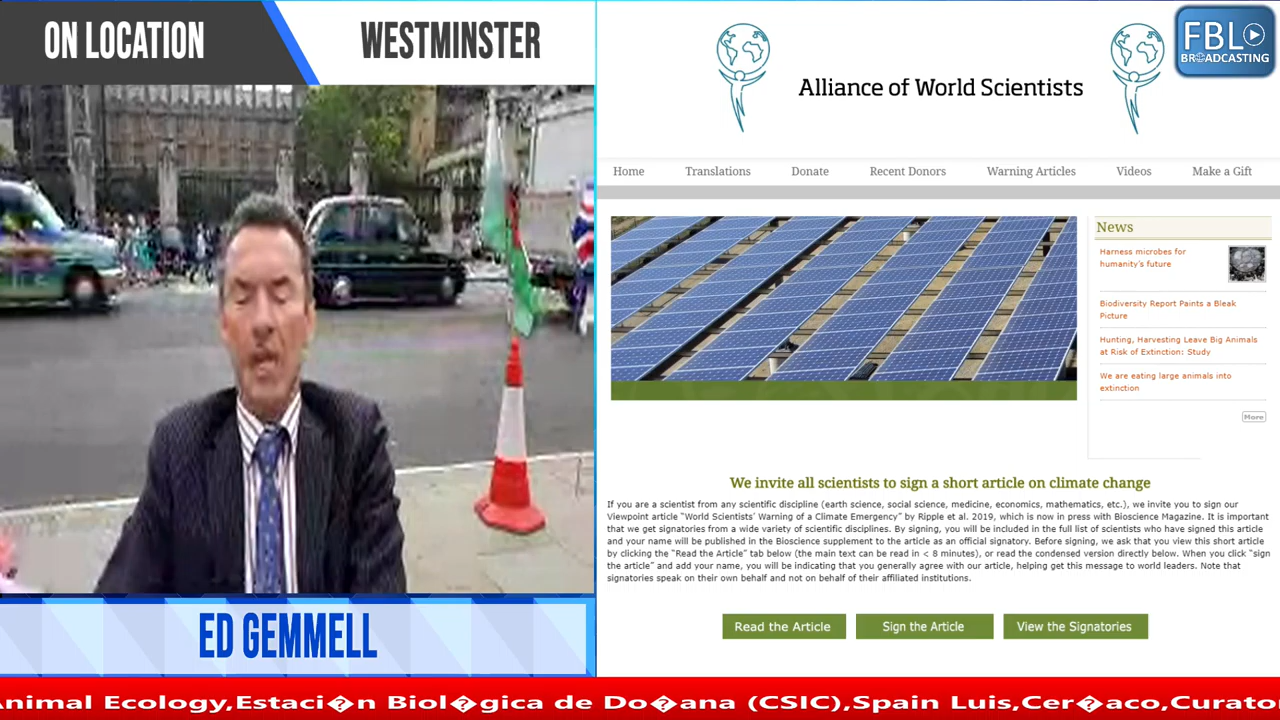 ON LOCATION
WESTMINSTER
FBL
BROADCASTING
Alliance of World Scientists
Home
Translations
Donate
Recent Donors
Warning Articles
Videos
Make a Gift
News
Harness microbes for
humanity's future
Biodiversity Report Paints a Bleak
Picture
Hunting, Harvesting Leave Big Animals
at Risk of Extinction: Study
We are eating large animals into
extinction
More
We invite all scientists to sign a short article on climate change
If you are a scientist from any scientific discipline (earth science, social science, medicine, economics, mathematics, etc.), we invite you to sign our
Viewpoint article "World Scientists' Warning of a Climate Emergency" by Ripple et al. 2019, which is now in press with Bioscience Magazine. It is important
that we get signatories from a wide variety of scientific disciplines. By signing, you will be included in the full list of scientists who have signed this article
and your name will be published in the Bioscience supplement to the article as an official signatory. Before signing, we ask that you view this short article
by clicking the "Read the Article" tab below (the main text can be read in < 8 minutes), or read the condensed version directly below. When you click "sign
the article" and add your name, you will be indicating that you generally agree with our article, helping get this message to world leaders. Note that
signatories speak on their own behalf and not on behalf of their affiliated institutions.
Read the Article
Sign the Article
View the Signatories
ED GEMMELL
Animal Ecology,Estaci�n Biol�gica de Do�ana (CSIC),Spain Luis,Cer�aco,Curato